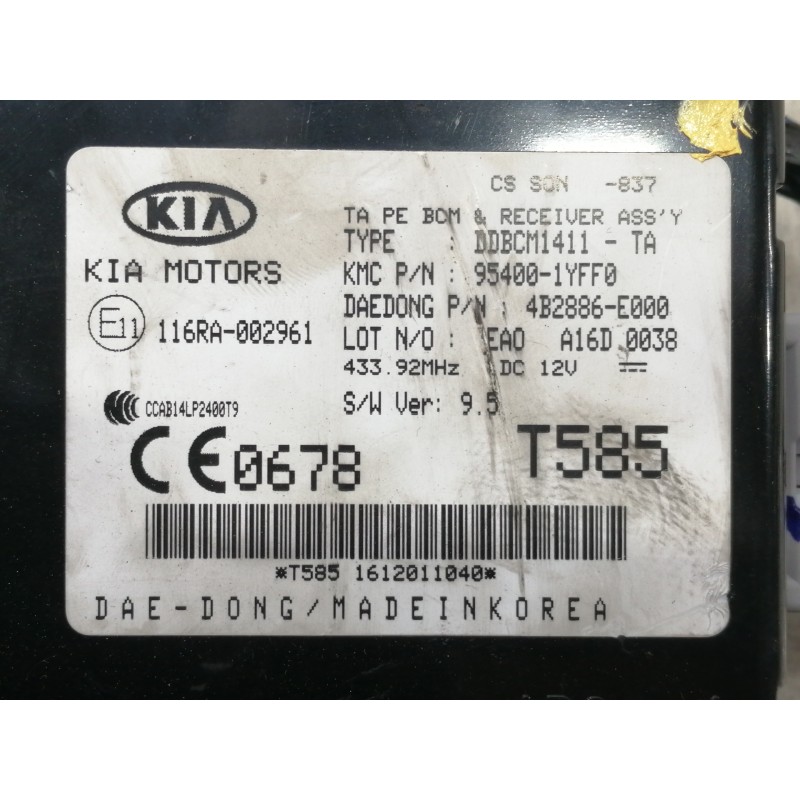 CS SON -837
KIA
TA PE BCM & RECEIVER ASS'Y
TYPE : DDBCM1411 - TA
KIA MOTORS
KMC P/N : 95400-1YFF0
DAEDONG P/N : 4B2886-E000
E11 116RA-002961
LOT N/O : EAO A16D 0038
433.92MHz DC 12V
CCAB14LP2400T9
S/W Ver: 9.5
CE0678 T585
*T585 1612011040*
DAE-DONG/MADEINKOREA